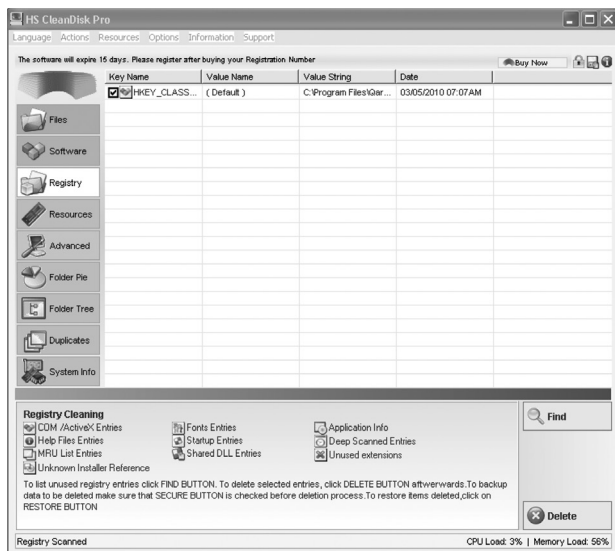 HS CleanDisk Pro
Language Actions Resources Options Information Support
The software will expire 15 days. Please register after buying your Registration Number
Buy Now
Key Name Value Name Value String Date
HKEY_CLASS... ( Default ) C:\Program Files\Qar... 03/05/2010 07:07AM
Files
Software
Registry
Resources
Advanced
Folder Pie
Folder Tree
Duplicates
System Info
Registry Cleaning
COM /ActiveX Entries Fonts Entries Application Info
Help Files Entries Startup Entries Deep Scanned Entries
MRU List Entries Shared DLL Entries Unused extensions
Unknown Installer Reference
To list unused registry entries click FIND BUTTON. To delete selected entries, click DELETE BUTTON aftwerwards.To backup
data to be deleted make sure that SECURE BUTTON is checked before deletion process.To restore items deleted,click on
RESTORE BUTTON
Find
Delete
Registry Scanned
CPU Load: 3% | Memory Load: 56%